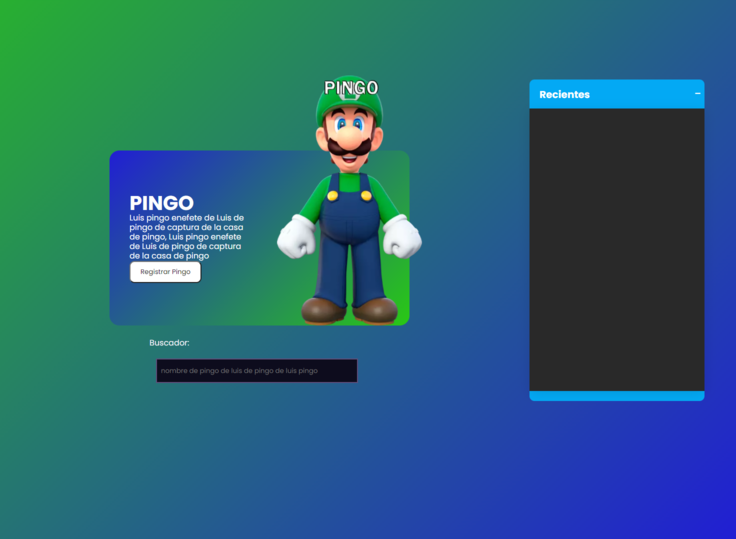 PINGO
Recientes
PINGO
Luis pingo enefete de Luis de
pingo de captura de la casa
de pingo, Luis pingo enefete
de Luis de pingo de captura
de la casa de pingo
Registrar Pingo
Buscador:
nombre de pingo de luis de pingo de luis pingo